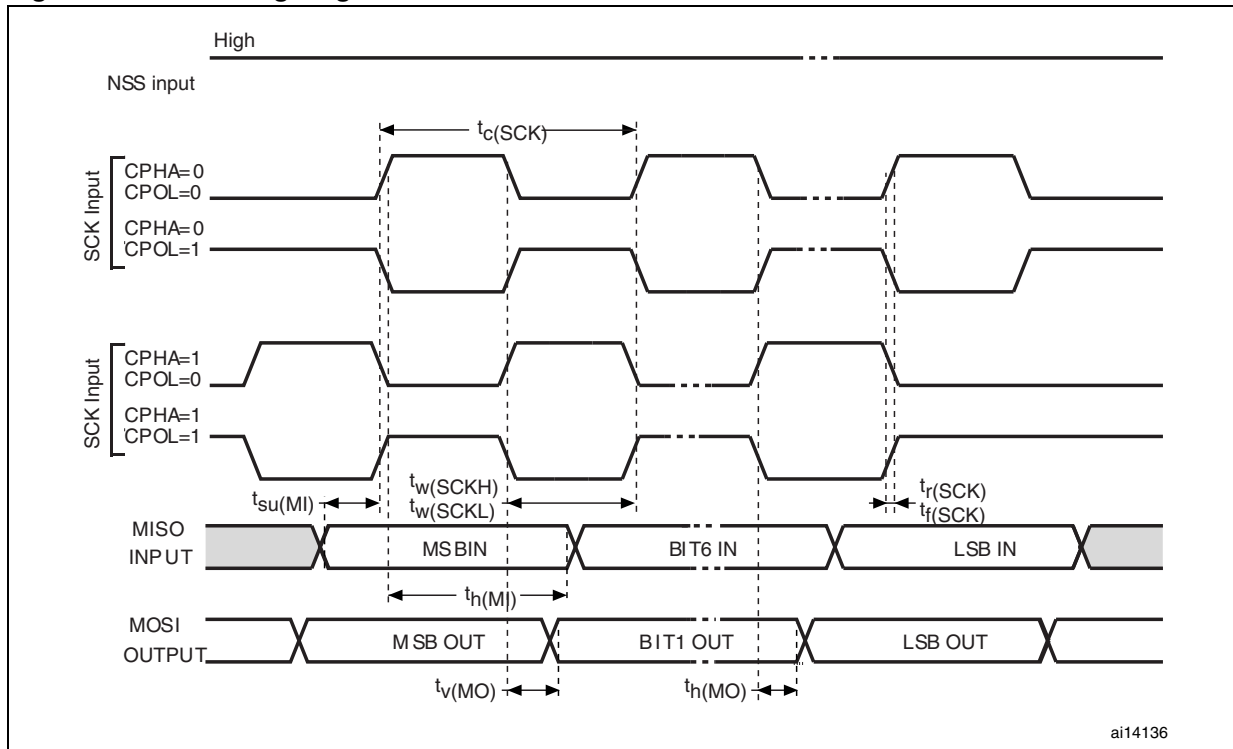 High
NSS input
tc(SCK)
SCK Input
CPHA=0
CPOL=0
CPHA=0
CPOL=1
SCK Input
CPHA=1
CPOL=0
CPHA=1
CPOL=1
tsu(MI)
tw(SCKH)
tw(SCKL)
tr(SCK)
tf(SCK)
MISO
INPUT
MSBIN
BIT6 IN
LSB IN
th(MI)
MOSI
OUTPUT
MSB OUT
BIT1 OUT
LSB OUT
tv(MO)
th(MO)
ai14136